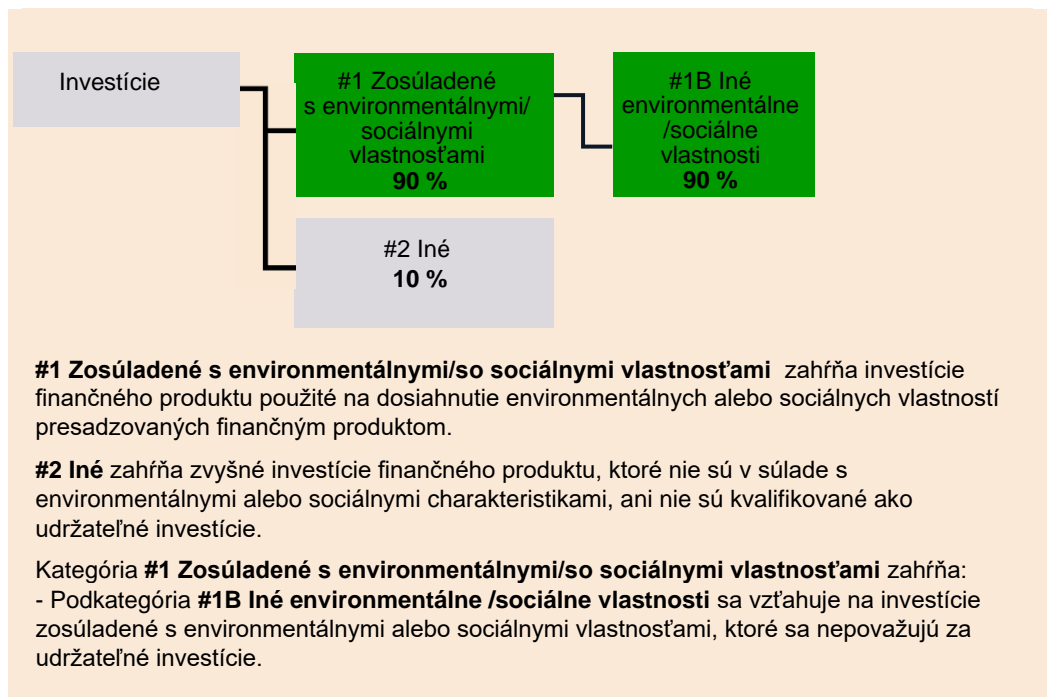 Investície
#1 Zosúladené
s environmentálnymi/
sociálnymi
vlastnosťami
90 %
#1B Iné
environmentálne
/sociálne
vlastnosti
90 %
#2 Iné
10 %
#1 Zosúladené s environmentálnymi/so sociálnymi vlastnosťami zahŕňa investície
finančného produktu použité na dosiahnutie environmentálnych alebo sociálnych vlastností
presadzovaných finančným produktom.
#2 Iné zahŕňa zvyšné investície finančného produktu, ktoré nie sú v súlade s
environmentálnymi alebo sociálnymi charakteristikami, ani nie sú kvalifikované ako
udržateľné investície.
Kategória #1 Zosúladené s environmentálnymi/so sociálnymi vlastnosťami zahŕňa:
- Podkategória #1B Iné environmentálne /sociálne vlastnosti sa vzťahuje na investície
zosúladené s environmentálnymi alebo sociálnymi vlastnosťami, ktoré sa nepovažujú za
udržateľné investície.